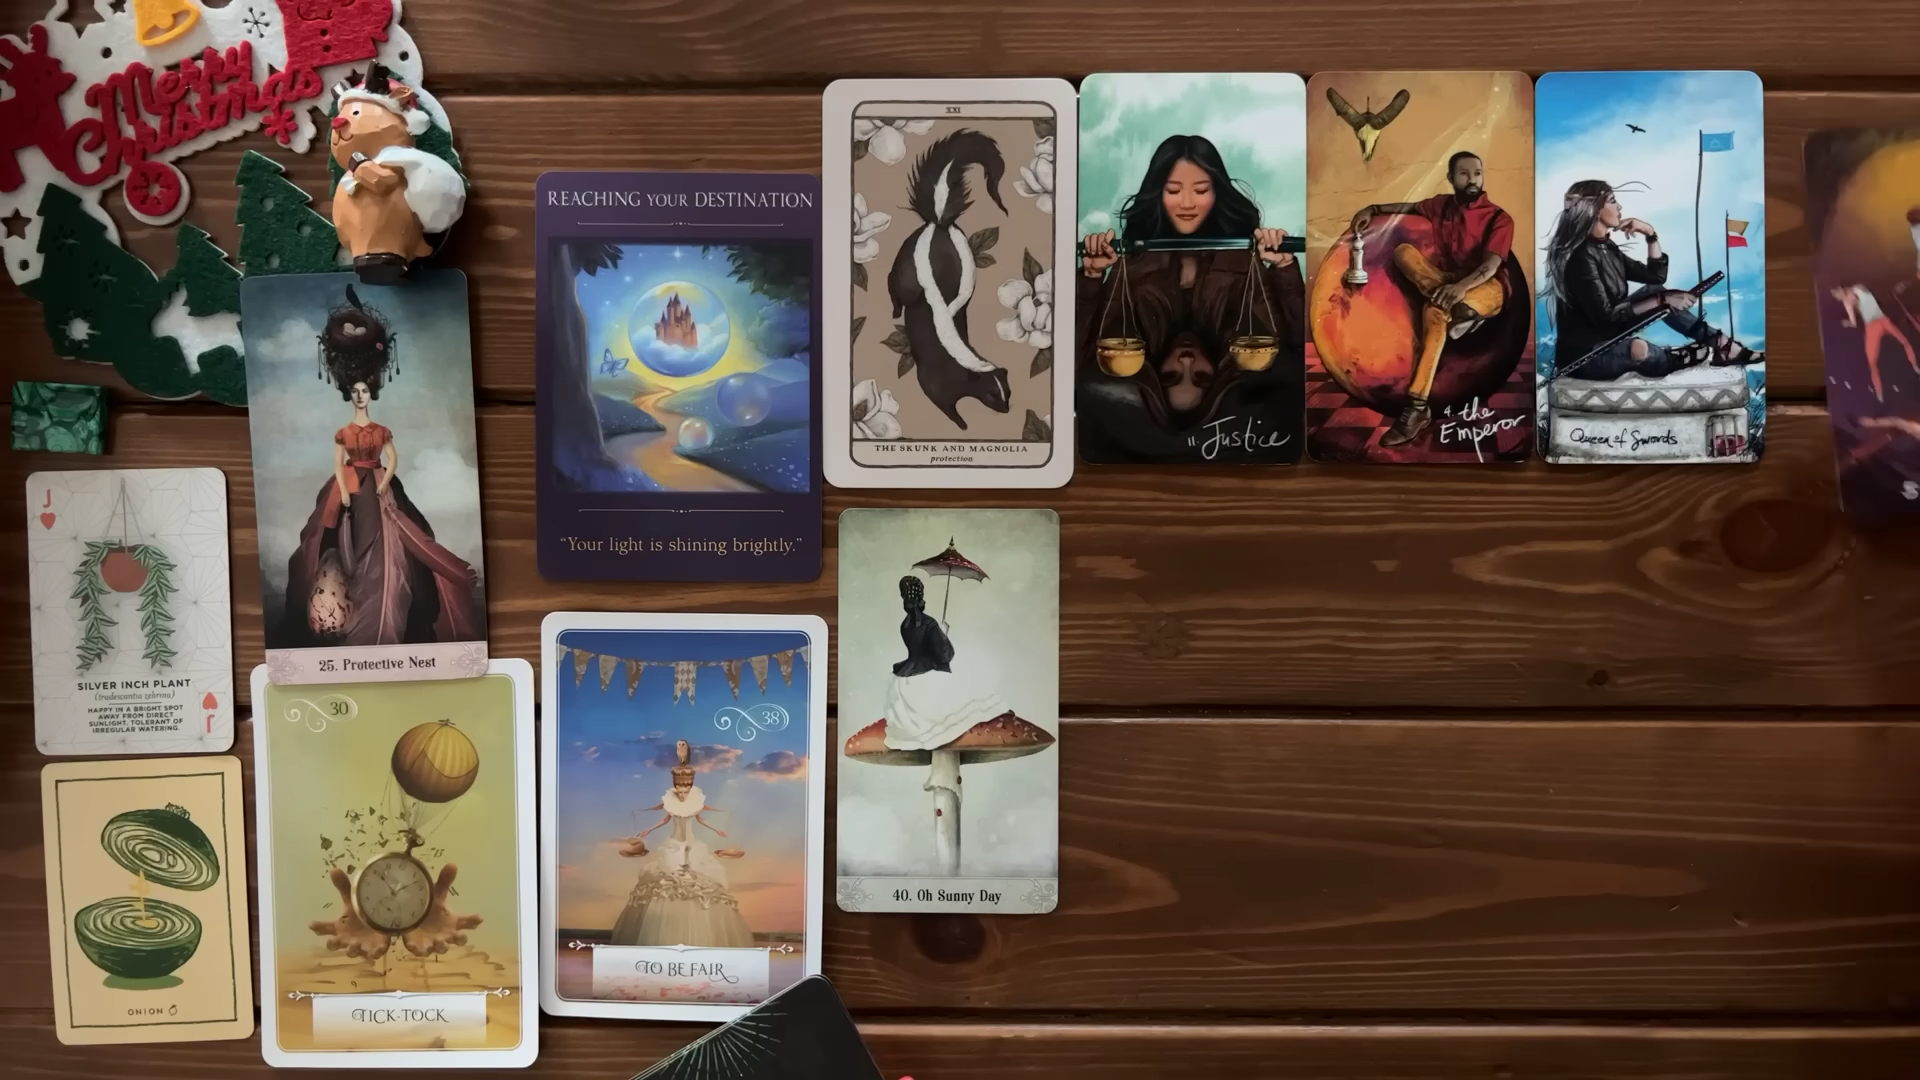 Merry
Christmas
REACHING YOUR DESTINATION
"Your light is shining brightly."
XXI
THE SKUNK AND MAGNOLIA
protection
11. Justice
4. the
Emperor
Queen of Swords
25. Protective Nest
J
SILVER INCH PLANT
(tradescantia zebrina)
HAPPY IN A BRIGHT SPOT
AWAY FROM DIRECT
SUNLIGHT. TOLERANT OF
IRREGULAR WATERING.
J
ONION
30
TICK-TOCK
38
TO BE FAIR
40. Oh Sunny Day